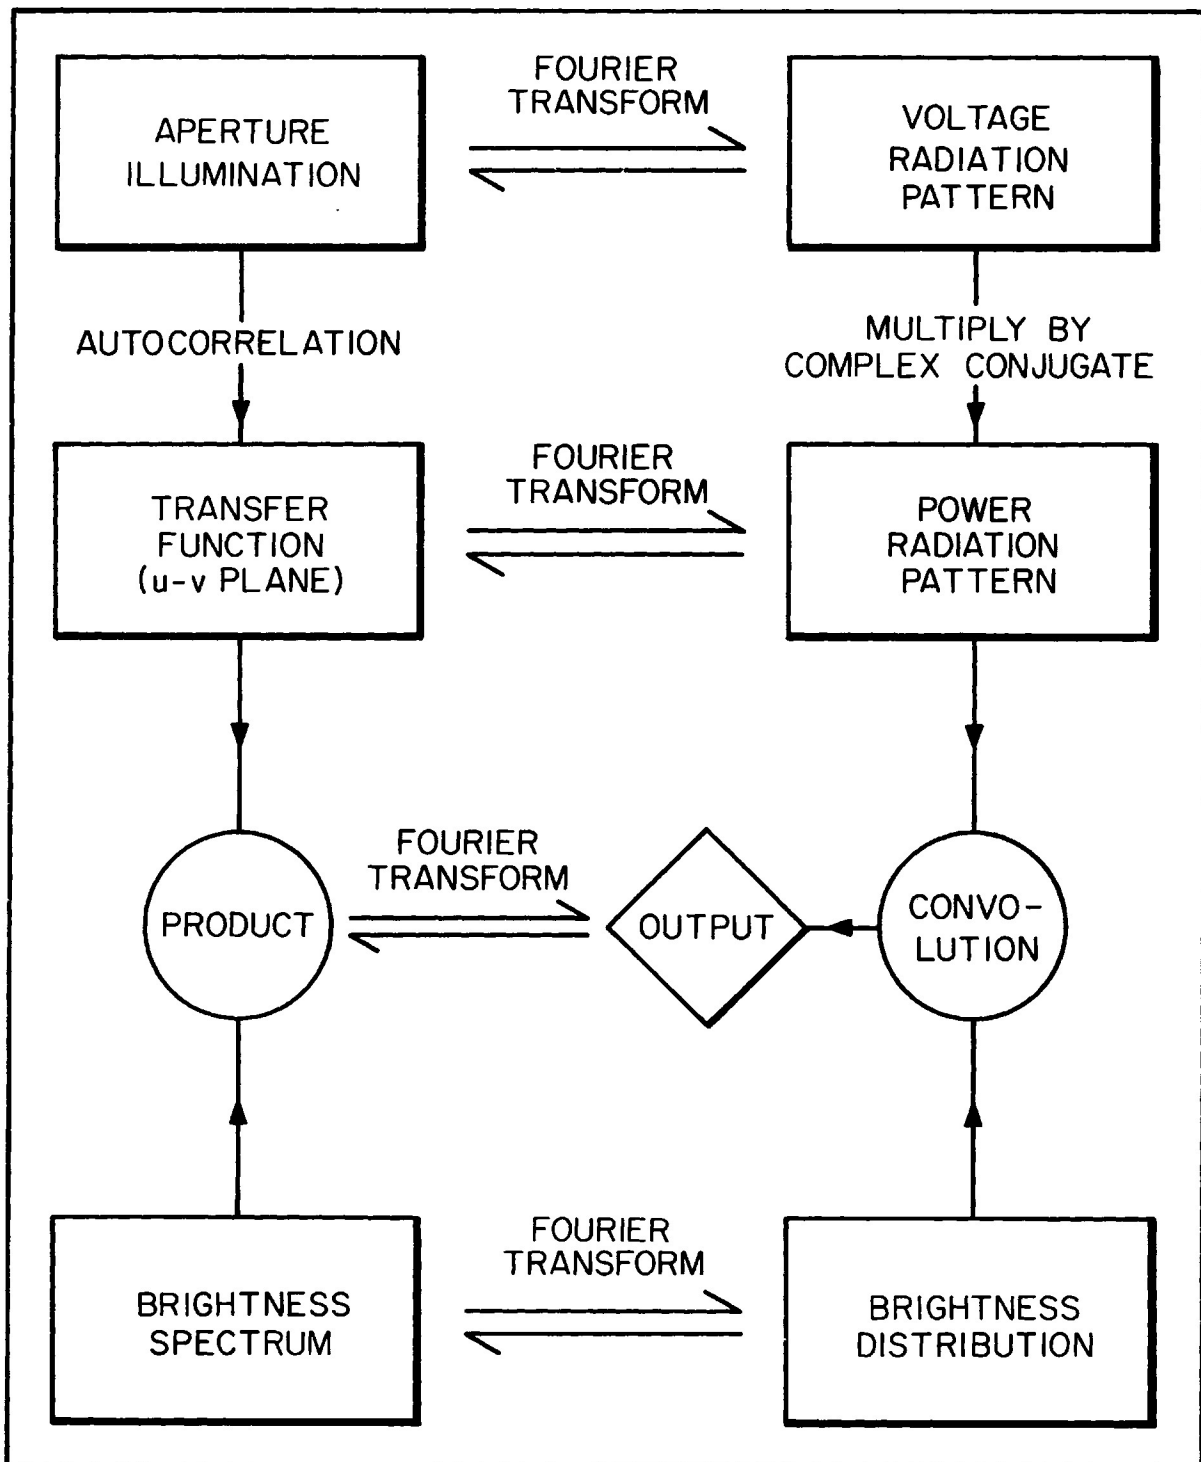 FOURIER
TRANSFORM
APERTURE
ILLUMINATION
VOLTAGE
RADIATION
PATTERN
AUTOCORRELATION
MULTIPLY BY
COMPLEX CONJUGATE
FOURIER
TRANSFORM
TRANSFER
FUNCTION
(u-v PLANE)
POWER
RADIATION
PATTERN
FOURIER
TRANSFORM
PRODUCT
OUTPUT
CONVO-
LUTION
FOURIER
TRANSFORM
BRIGHTNESS
SPECTRUM
BRIGHTNESS
DISTRIBUTION